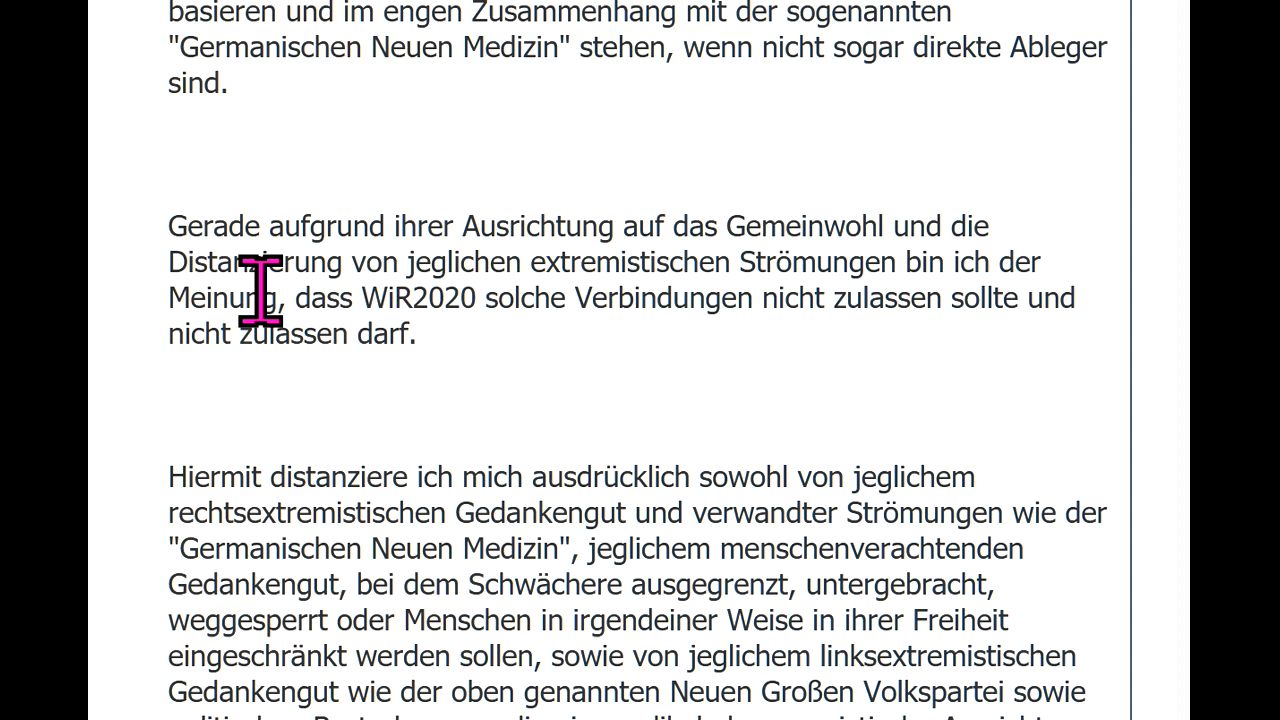 basieren und im engen Zusammenhang mit der sogenannten
"Germanischen Neuen Medizin" stehen, wenn nicht sogar direkte Ableger
sind.
Gerade aufgrund ihrer Ausrichtung auf das Gemeinwohl und die
Distanzierung von jeglichen extremistischen Strömungen bin ich der
Meinung, dass WiR2020 solche Verbindungen nicht zulassen sollte und
nicht zulassen darf.
Hiermit distanziere ich mich ausdrücklich sowohl von jeglichem
rechtsextremistischen Gedankengut und verwandter Strömungen wie der
"Germanischen Neuen Medizin", jeglichem menschenverachtenden
Gedankengut, bei dem Schwächere ausgegrenzt, untergebracht,
weggesperrt oder Menschen in irgendeiner Weise in ihrer Freiheit
eingeschränkt werden sollen, sowie von jeglichem linksextremistischen
Gedankengut wie der oben genannten Neuen Großen Volkspartei sowie